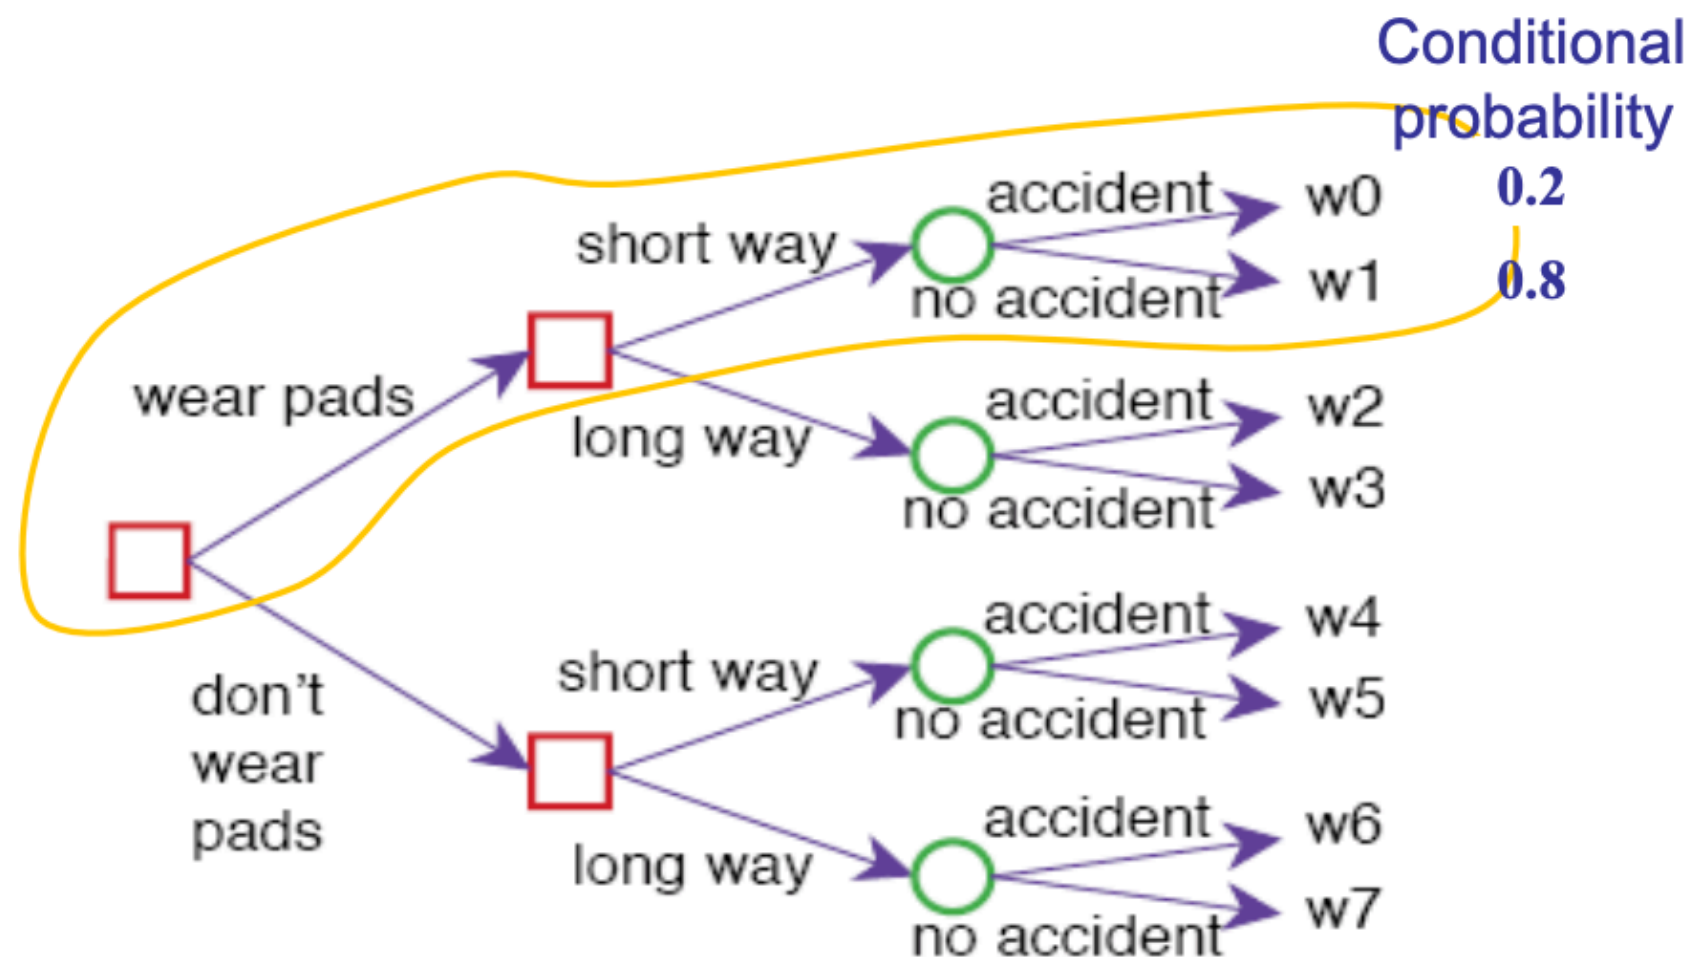 Conditional
probability
accident w0 0.2
short way
no accident w1 0.8
wear pads
accident w2
long way
no accident w3
accident w4
short way
no accident w5
don't
wear
pads
accident w6
long way
no accident w7